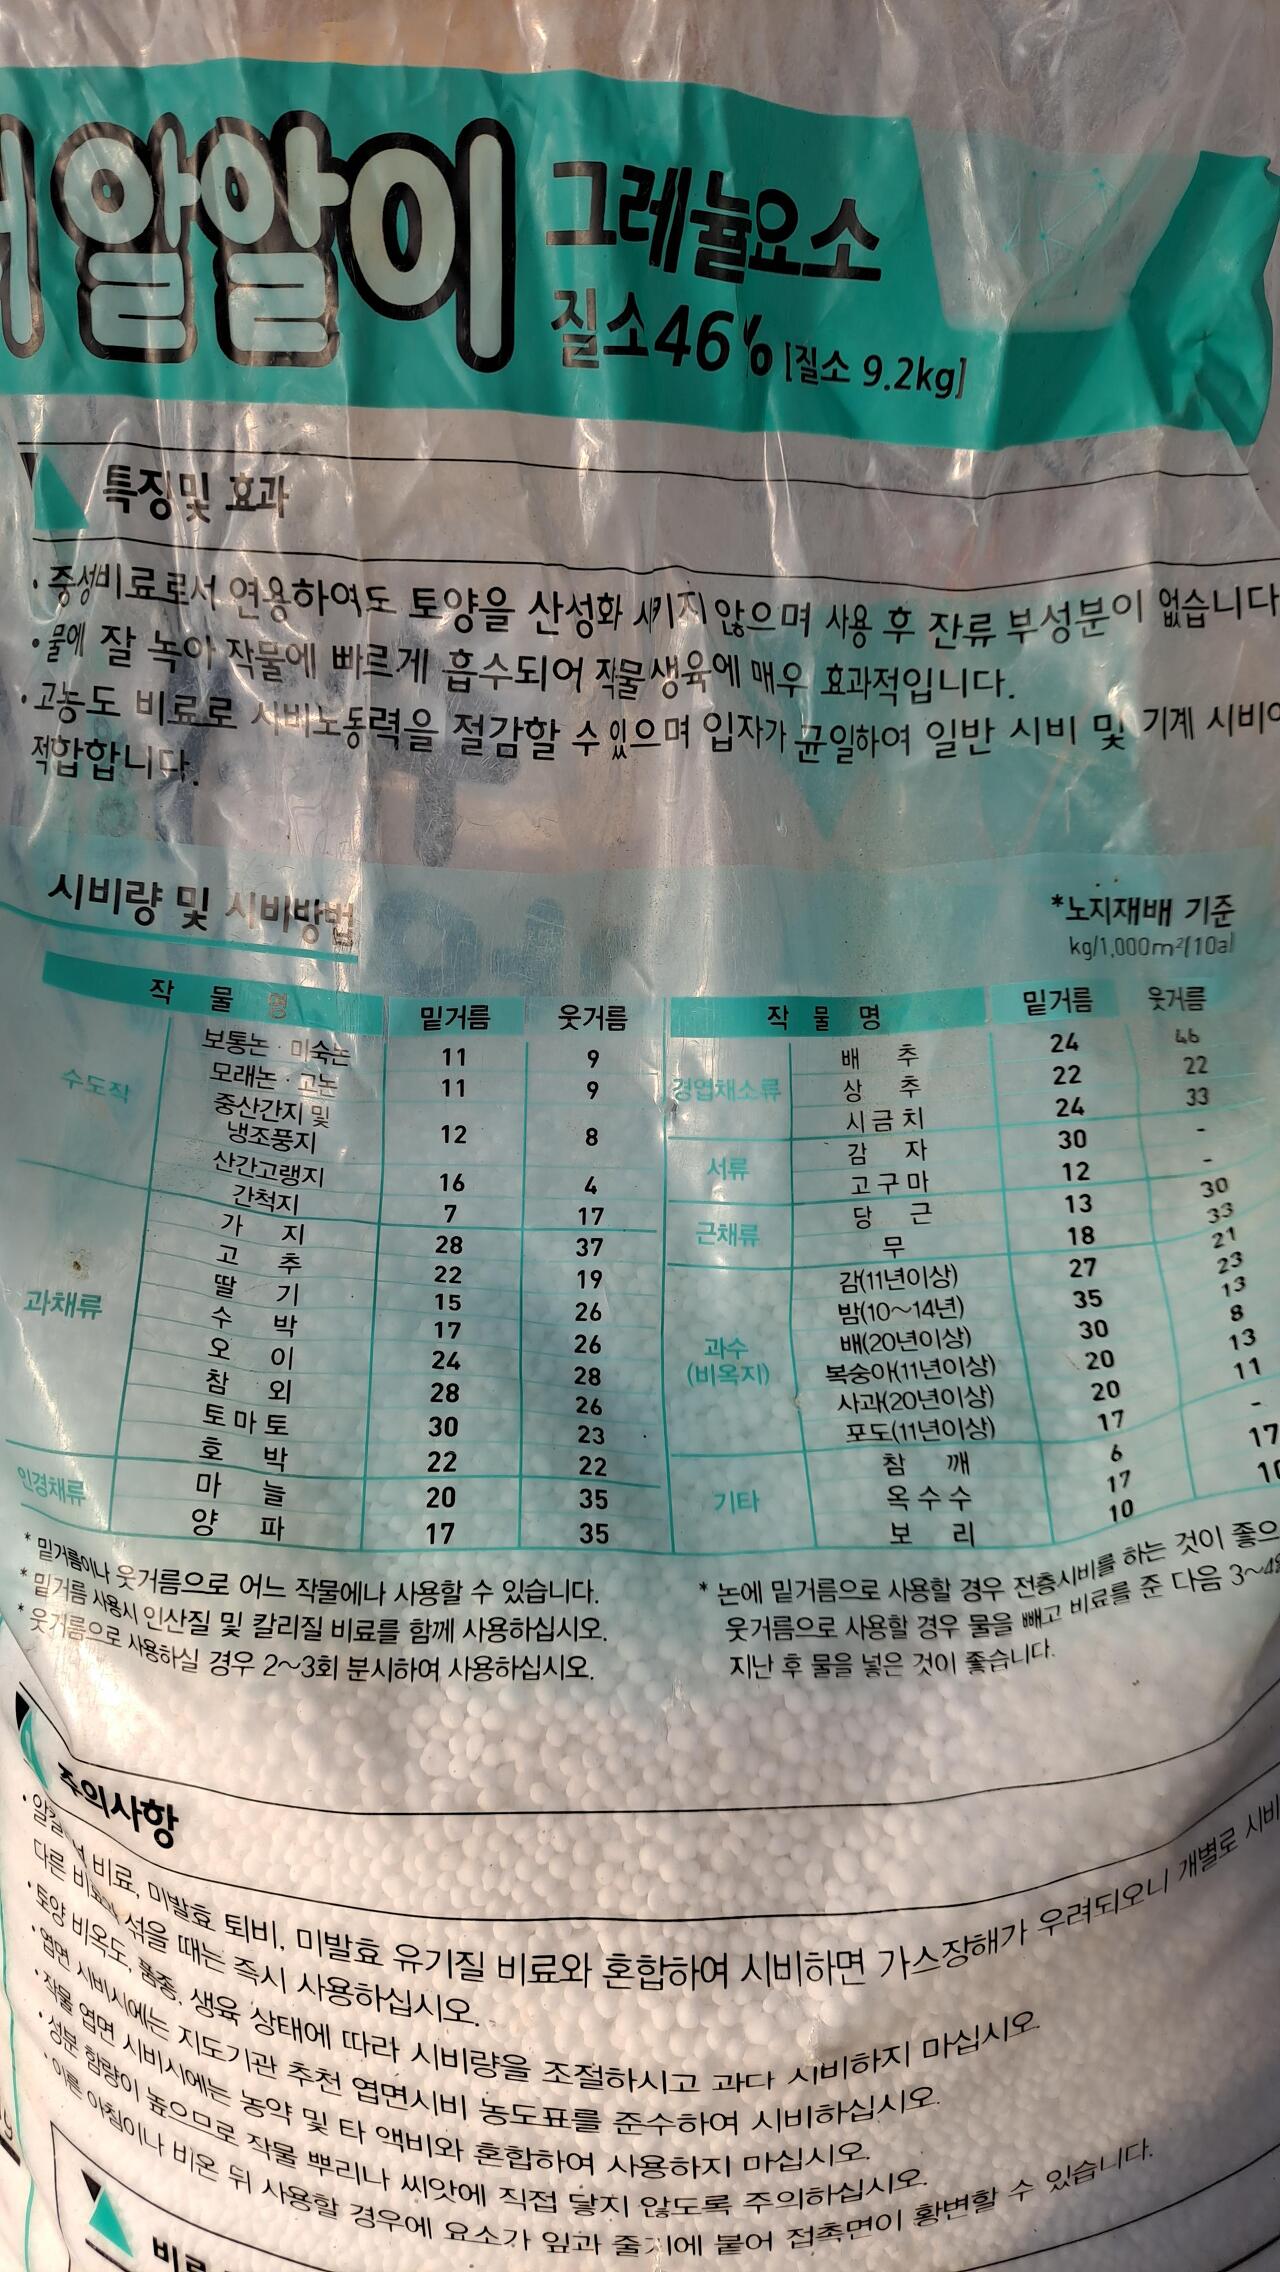 알알이 그레뉼요소
질소46% [질소 9.2kg]
특징및 효과
· 중성비료로서 연용하여도 토양을 산성화 시키지 않으며 사용 후 잔류 부성분이 없습니다
· 물에 잘 녹아 작물에 빠르게 흡수되어 작물생육에 매우 효과적입니다.
· 고농도 비료로 시비노동력을 절감할 수 있으며 입자가 균일하여 일반 시비 및 기계 시비에
적합합니다.
시비량 및 시비방법
*노지재배 기준
kg/1,000m²(10a)
작 물 명 밑거름 웃거름
수도작
보통논·미숙논 11 9
모래논·고논 11 9
중산간지 및
냉조풍지 12 8
산간고랭지 16 4
간척지 7 17
과채류
가 지 28 37
고 추 22 19
딸 기 15 26
수 박 17 26
오 이 24 28
참 외 28 26
토마토 30 23
호 박 22 22
인경채류
마 늘 20 35
양 파 17 35
작 물 명 밑거름 웃거름
경엽채소류
배 추 24 46
상 추 22 22
시금치 24 33
서류
감 자 30 -
고구마 12 -
근채류
당 근 13 30
무 18 33
과수
(비옥지)
감(11년이상) 27 21
밤(10~14년) 35 23
배(20년이상) 30 13
복숭아(11년이상) 20 8
사과(20년이상) 20 13
포도(11년이상) 17 11
기타
참 깨 6 -
옥수수 17 17
보 리 10 10
* 밑거름이나 웃거름으로 어느 작물에나 사용할 수 있습니다.
* 밑거름 사용시 인산질 및 칼리질 비료를 함께 사용하십시오.
* 웃거름으로 사용하실 경우 2~3회 분시하여 사용하십시오.
* 논에 밑거름으로 사용할 경우 전층시비를 하는 것이 좋으
웃거름으로 사용할 경우 물을 빼고 비료를 준 다음 3~4일
지난 후 물을 넣은 것이 좋습니다.
주의사항
· 비료, 미발효 퇴비, 미발효 유기질 비료와 혼합하여 시비하면 가스장해가 우려되오니 개별로 시비
다른 비료와 섞을 때는 즉시 사용하십시오.
· 토양 비옥도, 품종, 생육 상태에 따라 시비량을 조절하시고 과다 시비하지 마십시오.
· 엽면 시비시에는 지도기관 추천 엽면시비 농도표를 준수하여 시비하십시오.
· 작물 엽면 시비시에는 농약 및 타 액비와 혼합하여 사용하지 마십시오.
· 성분 함량이 높으므로 작물 뿌리나 씨앗에 직접 닿지 않도록 주의하십시오.
· 이른 아침이나 비온 뒤 사용할 경우에 요소가 잎과 줄기에 붙어 접촉면이 황변할 수 있습니다.
비료